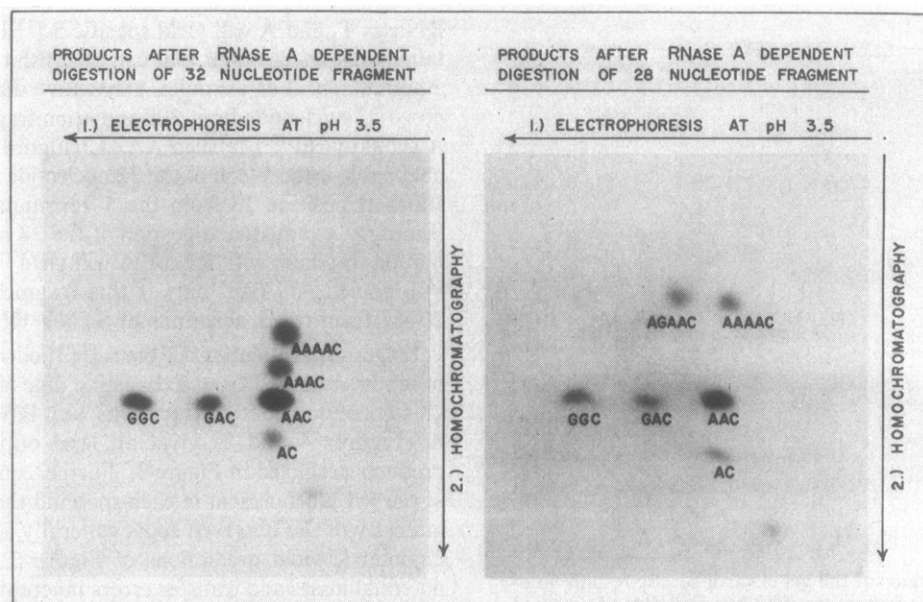 PRODUCTS AFTER RNASE A DEPENDENT
DIGESTION OF 32 NUCLEOTIDE FRAGMENT
1.) ELECTROPHORESIS AT pH 3.5
AAAAC
AAAC
GGC
GAC
AAC
AC
2.) HOMOCHROMATOGRAPHY
PRODUCTS AFTER RNASE A DEPENDENT
DIGESTION OF 28 NUCLEOTIDE FRAGMENT
1.) ELECTROPHORESIS AT pH 3.5
AGAAC
AAAAC
GGC
GAC
AAC
AC
2.) HOMOCHROMATOGRAPHY